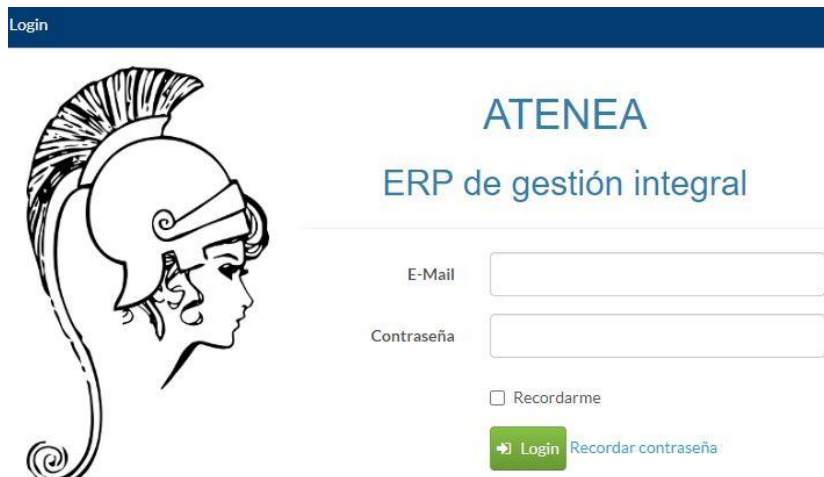 Login
ATENEA
ERP de gestión integral
E-Mail
Contraseña
Recordarme
Login Recordar contraseña